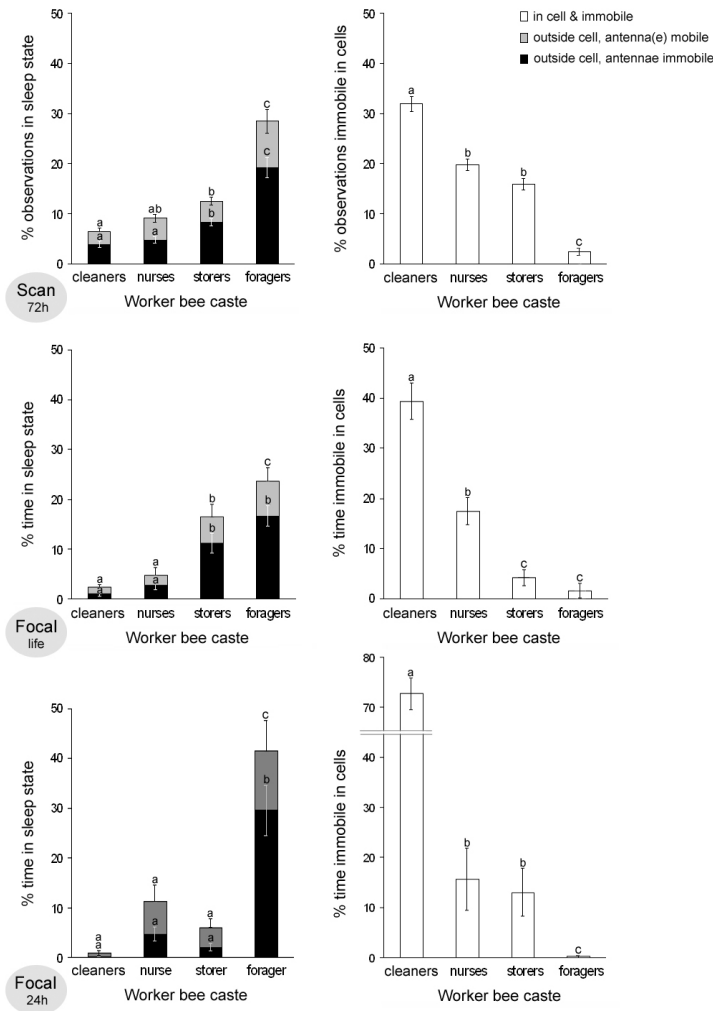 in cell & immobile
outside cell, antenna(e) mobile
outside cell, antennae immobile
% observations in sleep state
50
40
30
20
10
0
a
a
ab
a
b
b
c
c
cleaners nurses storers foragers
Worker bee caste
% observations immobile in cells
50
40
30
20
10
0
a
b
b
c
cleaners nurses storers foragers
Worker bee caste
Scan
72h
% time in sleep state
50
40
30
20
10
0
a
a
a
a
b
b
c
b
cleaners nurses storers foragers
Worker bee caste
% time immobile in cells
50
40
30
20
10
0
a
b
c
c
cleaners nurses storers foragers
Worker bee caste
Focal
life
% time in sleep state
50
40
30
20
10
0
a
a
a
a
a
a
c
b
cleaners nurse storer forager
Worker bee caste
% time immobile in cells
80
70
40
30
20
10
0
a
b
b
c
cleaners nurses storers foragers
Worker bee caste
Focal
24h